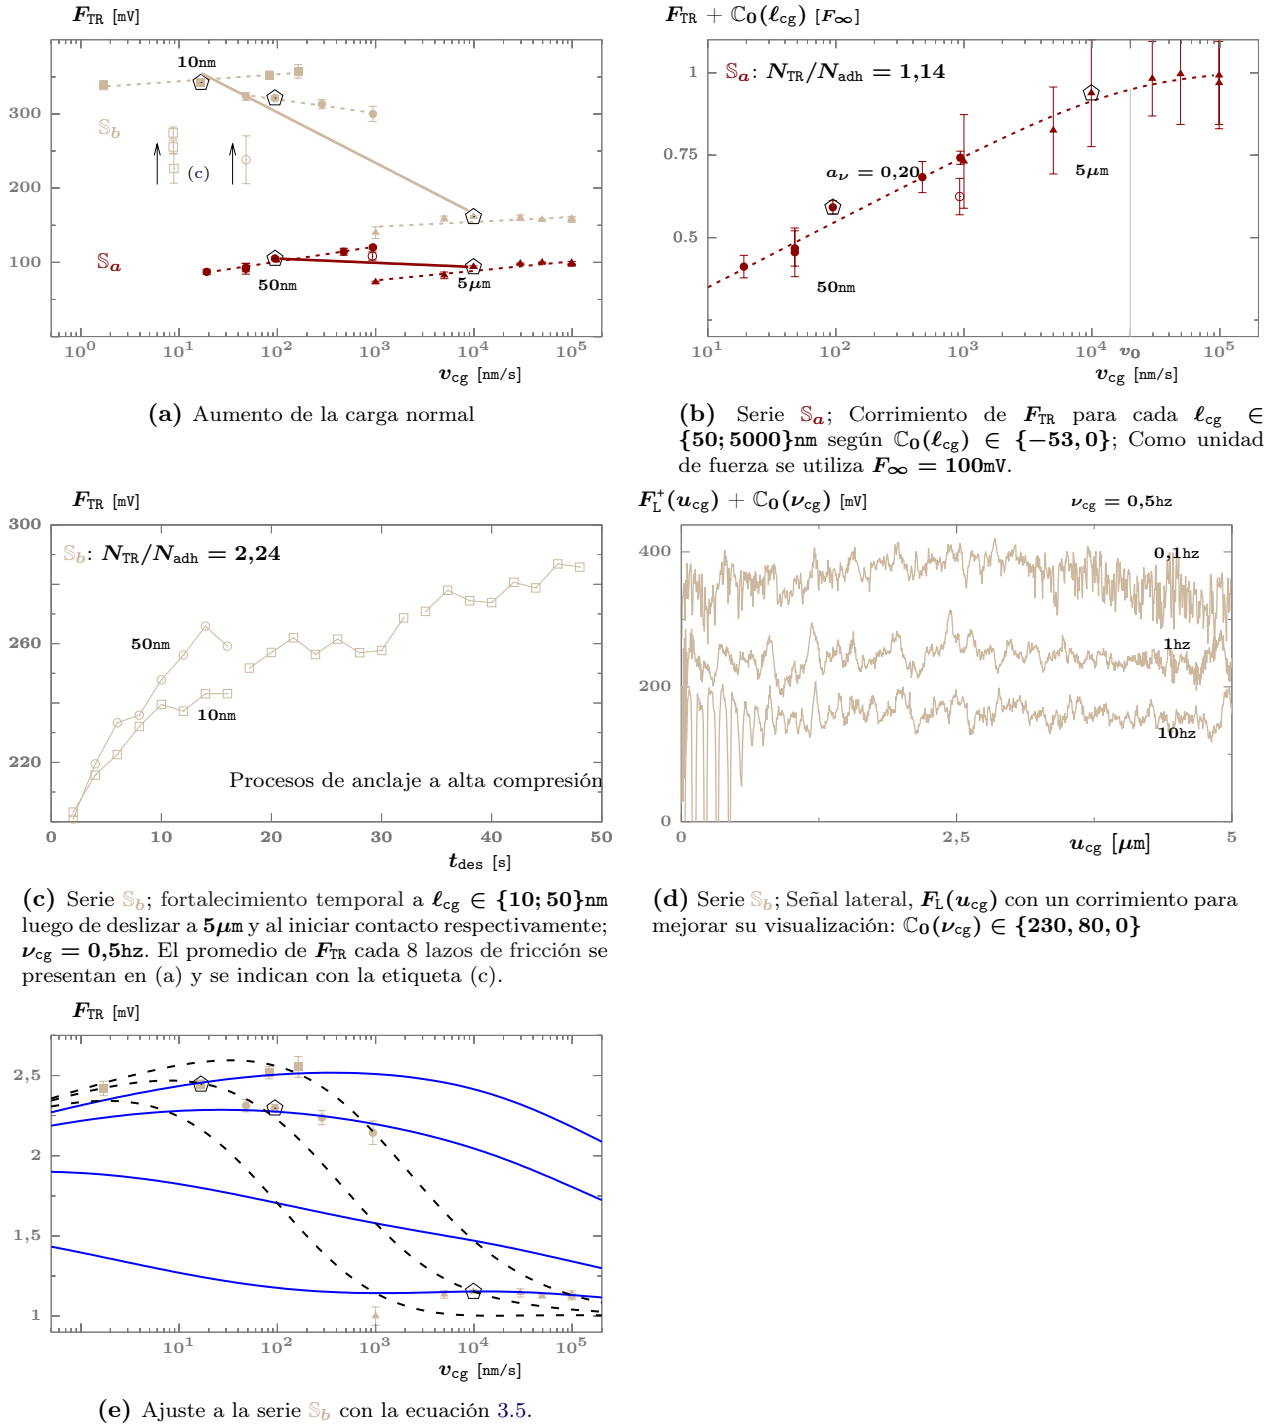 F_TR [mV]
300
200
100
10nm
𝕊_b
(c)
𝕊_a
50nm
5μm
10^0 10^1 10^2 10^3 10^4 10^5
v_cg [nm/s]
(a) Aumento de la carga normal
F_TR + ℂ_0(ℓ_cg) [F_∞]
𝕊_a: N_TR/N_adh = 1,14
1
0.75
0.5
a_ν = 0,20
5μm
50nm
10^1 10^2 10^3 10^4 v_0 10^5
v_cg [nm/s]
(b) Serie 𝕊_a; Corrimiento de F_TR para cada ℓ_cg ∈
{50; 5000}nm según ℂ_0(ℓ_cg) ∈ {−53, 0}; Como unidad
de fuerza se utiliza F_∞ = 100mV.
F_TR [mV]
300
260
220
𝕊_b: N_TR/N_adh = 2,24
50nm
10nm
Procesos de anclaje a alta compresión
0 10 20 30 40 50
t_des [s]
(c) Serie 𝕊_b; fortalecimiento temporal a ℓ_cg ∈ {10; 50}nm
luego de deslizar a 5μm y al iniciar contacto respectivamente;
ν_cg = 0,5hz. El promedio de F_TR cada 8 lazos de fricción se
presentan en (a) y se indican con la etiqueta (c).
F_L^+(u_cg) + ℂ_0(ν_cg) [mV]
ν_cg = 0,5hz
400
200
0
0,1hz
1hz
10hz
0 2,5 5
u_cg [μm]
(d) Serie 𝕊_b; Señal lateral, F_L(u_cg) con un corrimiento para
mejorar su visualización: ℂ_0(ν_cg) ∈ {230, 80, 0}
F_TR [mV]
2,5
2
1,5
1
10^1 10^2 10^3 10^4 10^5
v_cg [nm/s]
(e) Ajuste a la serie 𝕊_b con la ecuación 3.5.